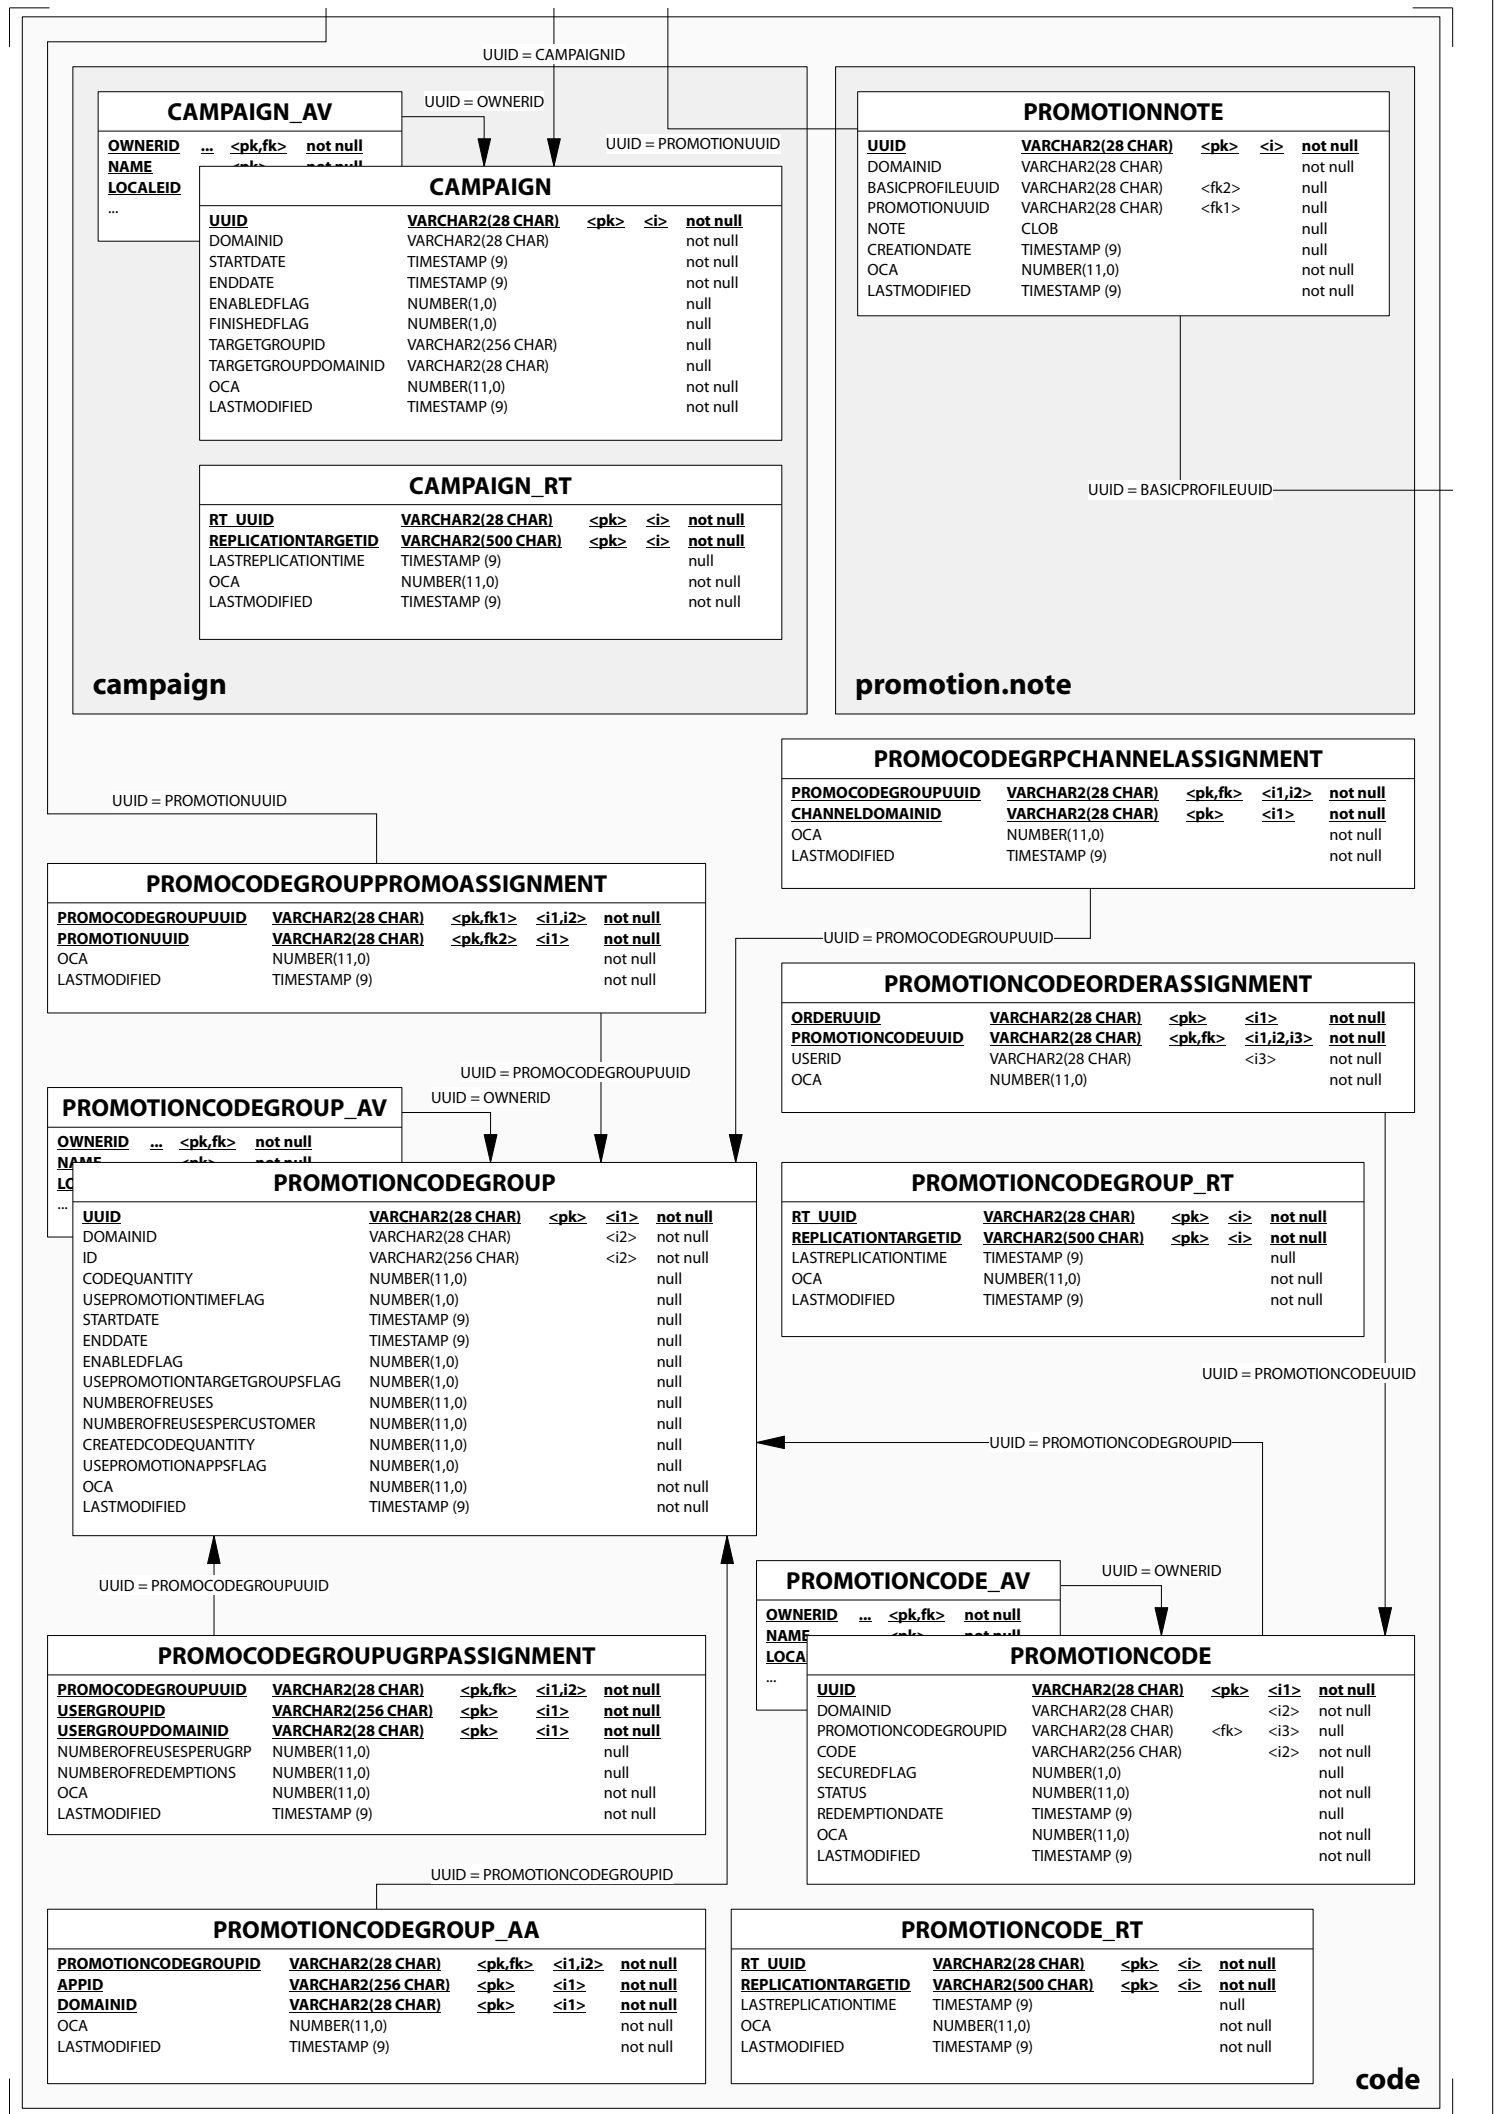 UUID = CAMPAIGNID
CAMPAIGN_AV
UUID = OWNERID
OWNERID ... <pk,fk> not null
NAME <pk> not null
LOCALEID
...
UUID = PROMOTIONUUID
CAMPAIGN
UUID VARCHAR2(28 CHAR) <pk> <i> not null
DOMAINID VARCHAR2(28 CHAR) not null
STARTDATE TIMESTAMP (9) not null
ENDDATE TIMESTAMP (9) not null
ENABLEDFLAG NUMBER(1,0) null
FINISHEDFLAG NUMBER(1,0) null
TARGETGROUPID VARCHAR2(256 CHAR) null
TARGETGROUPDOMAINID VARCHAR2(28 CHAR) null
OCA NUMBER(11,0) not null
LASTMODIFIED TIMESTAMP (9) not null
CAMPAIGN_RT
RT_UUID VARCHAR2(28 CHAR) <pk> <i> not null
REPLICATIONTARGETID VARCHAR2(500 CHAR) <pk> <i> not null
LASTREPLICATIONTIME TIMESTAMP (9) null
OCA NUMBER(11,0) not null
LASTMODIFIED TIMESTAMP (9) not null
campaign
PROMOTIONNOTE
UUID VARCHAR2(28 CHAR) <pk> <i> not null
DOMAINID VARCHAR2(28 CHAR) not null
BASICPROFILEUUID VARCHAR2(28 CHAR) <fk2> null
PROMOTIONUUID VARCHAR2(28 CHAR) <fk1> null
NOTE CLOB null
CREATIONDATE TIMESTAMP (9) null
OCA NUMBER(11,0) not null
LASTMODIFIED TIMESTAMP (9) not null
UUID = BASICPROFILEUUID
promotion.note
PROMOCODEGRPCHANNELASSIGNMENT
PROMOCODEGROUPUUID VARCHAR2(28 CHAR) <pk,fk> <i1,i2> not null
CHANNELDOMAINID VARCHAR2(28 CHAR) <pk> <i1> not null
OCA NUMBER(11,0) not null
LASTMODIFIED TIMESTAMP (9) not null
UUID = PROMOTIONUUID
PROMOCODEGROUPPROMOASSIGNMENT
PROMOCODEGROUPUUID VARCHAR2(28 CHAR) <pk,fk1> <i1,i2> not null
PROMOTIONUUID VARCHAR2(28 CHAR) <pk,fk2> <i1> not null
OCA NUMBER(11,0) not null
LASTMODIFIED TIMESTAMP (9) not null
UUID = PROMOCODEGROUPUUID
PROMOTIONCODEORDERASSIGNMENT
ORDERUUID VARCHAR2(28 CHAR) <pk> <i1> not null
PROMOTIONCODEUUID VARCHAR2(28 CHAR) <pk,fk> <i1,i2,i3> not null
USERID VARCHAR2(28 CHAR) <i3> not null
OCA NUMBER(11,0) not null
UUID = PROMOCODEGROUPUUID
PROMOTIONCODEGROUP_AV
UUID = OWNERID
OWNERID ... <pk,fk> not null
NAME <pk> not null
LO
...
PROMOTIONCODEGROUP
UUID VARCHAR2(28 CHAR) <pk> <i1> not null
DOMAINID VARCHAR2(28 CHAR) <i2> not null
ID VARCHAR2(256 CHAR) <i2> not null
CODEQUANTITY NUMBER(11,0) null
USEPROMOTIONTIMEFLAG NUMBER(1,0) null
STARTDATE TIMESTAMP (9) null
ENDDATE TIMESTAMP (9) null
ENABLEDFLAG NUMBER(1,0) null
USEPROMOTIONTARGETGROUPSFLAG NUMBER(1,0) null
NUMBEROFREUSES NUMBER(11,0) null
NUMBEROFREUSESPERCUSTOMER NUMBER(11,0) null
CREATEDCODEQUANTITY NUMBER(11,0) null
USEPROMOTIONAPPSFLAG NUMBER(1,0) null
OCA NUMBER(11,0) not null
LASTMODIFIED TIMESTAMP (9) not null
PROMOTIONCODEGROUP_RT
RT_UUID VARCHAR2(28 CHAR) <pk> <i> not null
REPLICATIONTARGETID VARCHAR2(500 CHAR) <pk> <i> not null
LASTREPLICATIONTIME TIMESTAMP (9) null
OCA NUMBER(11,0) not null
LASTMODIFIED TIMESTAMP (9) not null
UUID = PROMOTIONCODEUUID
UUID = PROMOTIONCODEGROUPID
UUID = PROMOCODEGROUPUUID
PROMOTIONCODE_AV
UUID = OWNERID
OWNERID ... <pk,fk> not null
NAME <pk> not null
LOCA
...
PROMOCODEGROUPUGRPASSIGNMENT
PROMOCODEGROUPUUID VARCHAR2(28 CHAR) <pk,fk> <i1,i2> not null
USERGROUPID VARCHAR2(256 CHAR) <pk> <i1> not null
USERGROUPDOMAINID VARCHAR2(28 CHAR) <pk> <i1> not null
NUMBEROFREUSESPERUGRP NUMBER(11,0) null
NUMBEROFREDEMPTIONS NUMBER(11,0) null
OCA NUMBER(11,0) not null
LASTMODIFIED TIMESTAMP (9) not null
PROMOTIONCODE
UUID VARCHAR2(28 CHAR) <pk> <i1> not null
DOMAINID VARCHAR2(28 CHAR) <i2> not null
PROMOTIONCODEGROUPID VARCHAR2(28 CHAR) <fk> <i3> null
CODE VARCHAR2(256 CHAR) <i2> not null
SECUREDFLAG NUMBER(1,0) null
STATUS NUMBER(11,0) not null
REDEMPTIONDATE TIMESTAMP (9) null
OCA NUMBER(11,0) not null
LASTMODIFIED TIMESTAMP (9) not null
UUID = PROMOTIONCODEGROUPID
PROMOTIONCODEGROUP_AA
PROMOTIONCODEGROUPID VARCHAR2(28 CHAR) <pk,fk> <i1,i2> not null
APPID VARCHAR2(256 CHAR) <pk> <i1> not null
DOMAINID VARCHAR2(28 CHAR) <pk> <i1> not null
OCA NUMBER(11,0) not null
LASTMODIFIED TIMESTAMP (9) not null
PROMOTIONCODE_RT
RT_UUID VARCHAR2(28 CHAR) <pk> <i> not null
REPLICATIONTARGETID VARCHAR2(500 CHAR) <pk> <i> not null
LASTREPLICATIONTIME TIMESTAMP (9) null
OCA NUMBER(11,0) not null
LASTMODIFIED TIMESTAMP (9) not null
code